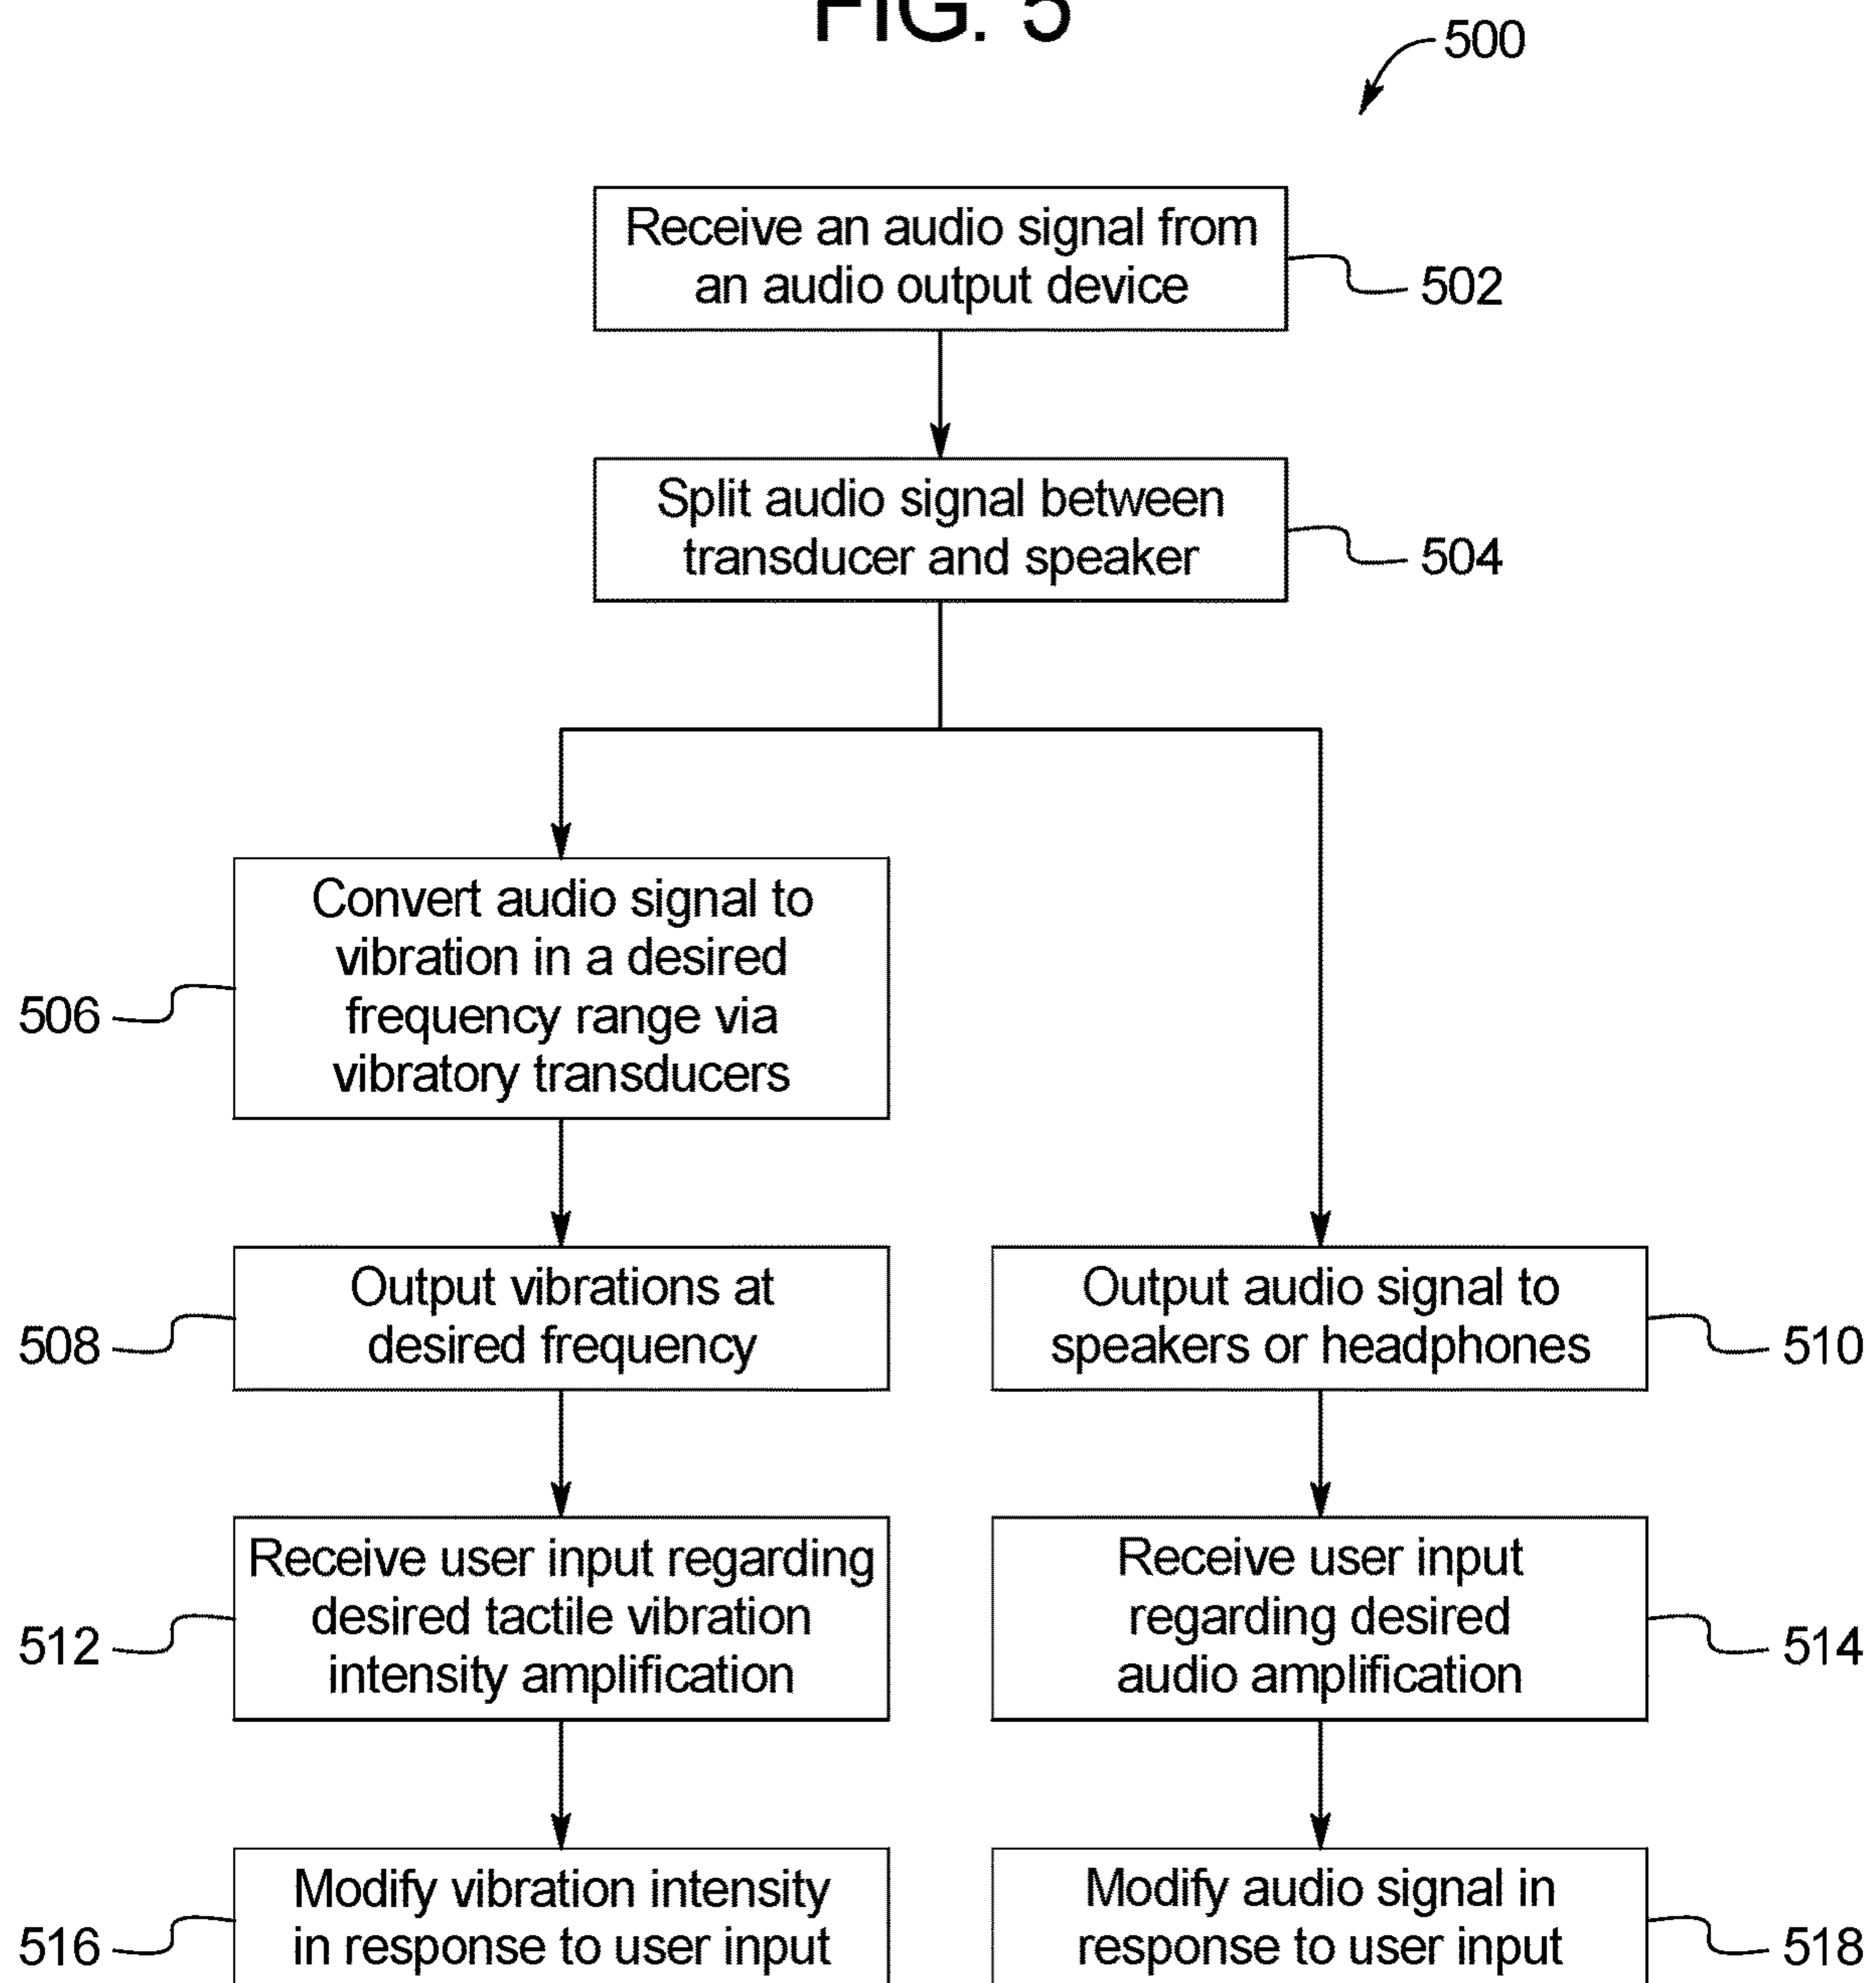 FIG. 5
500
Receive an audio signal from
an audio output device
502
Split audio signal between
transducer and speaker
504
Convert audio signal to
vibration in a desired
frequency range via
vibratory transducers
506
Output vibrations at
desired frequency
508
Output audio signal to
speakers or headphones
510
Receive user input regarding
desired tactile vibration
intensity amplification
512
Receive user input
regarding desired
audio amplification
514
Modify vibration intensity
in response to user input
516
Modify audio signal in
response to user input
518